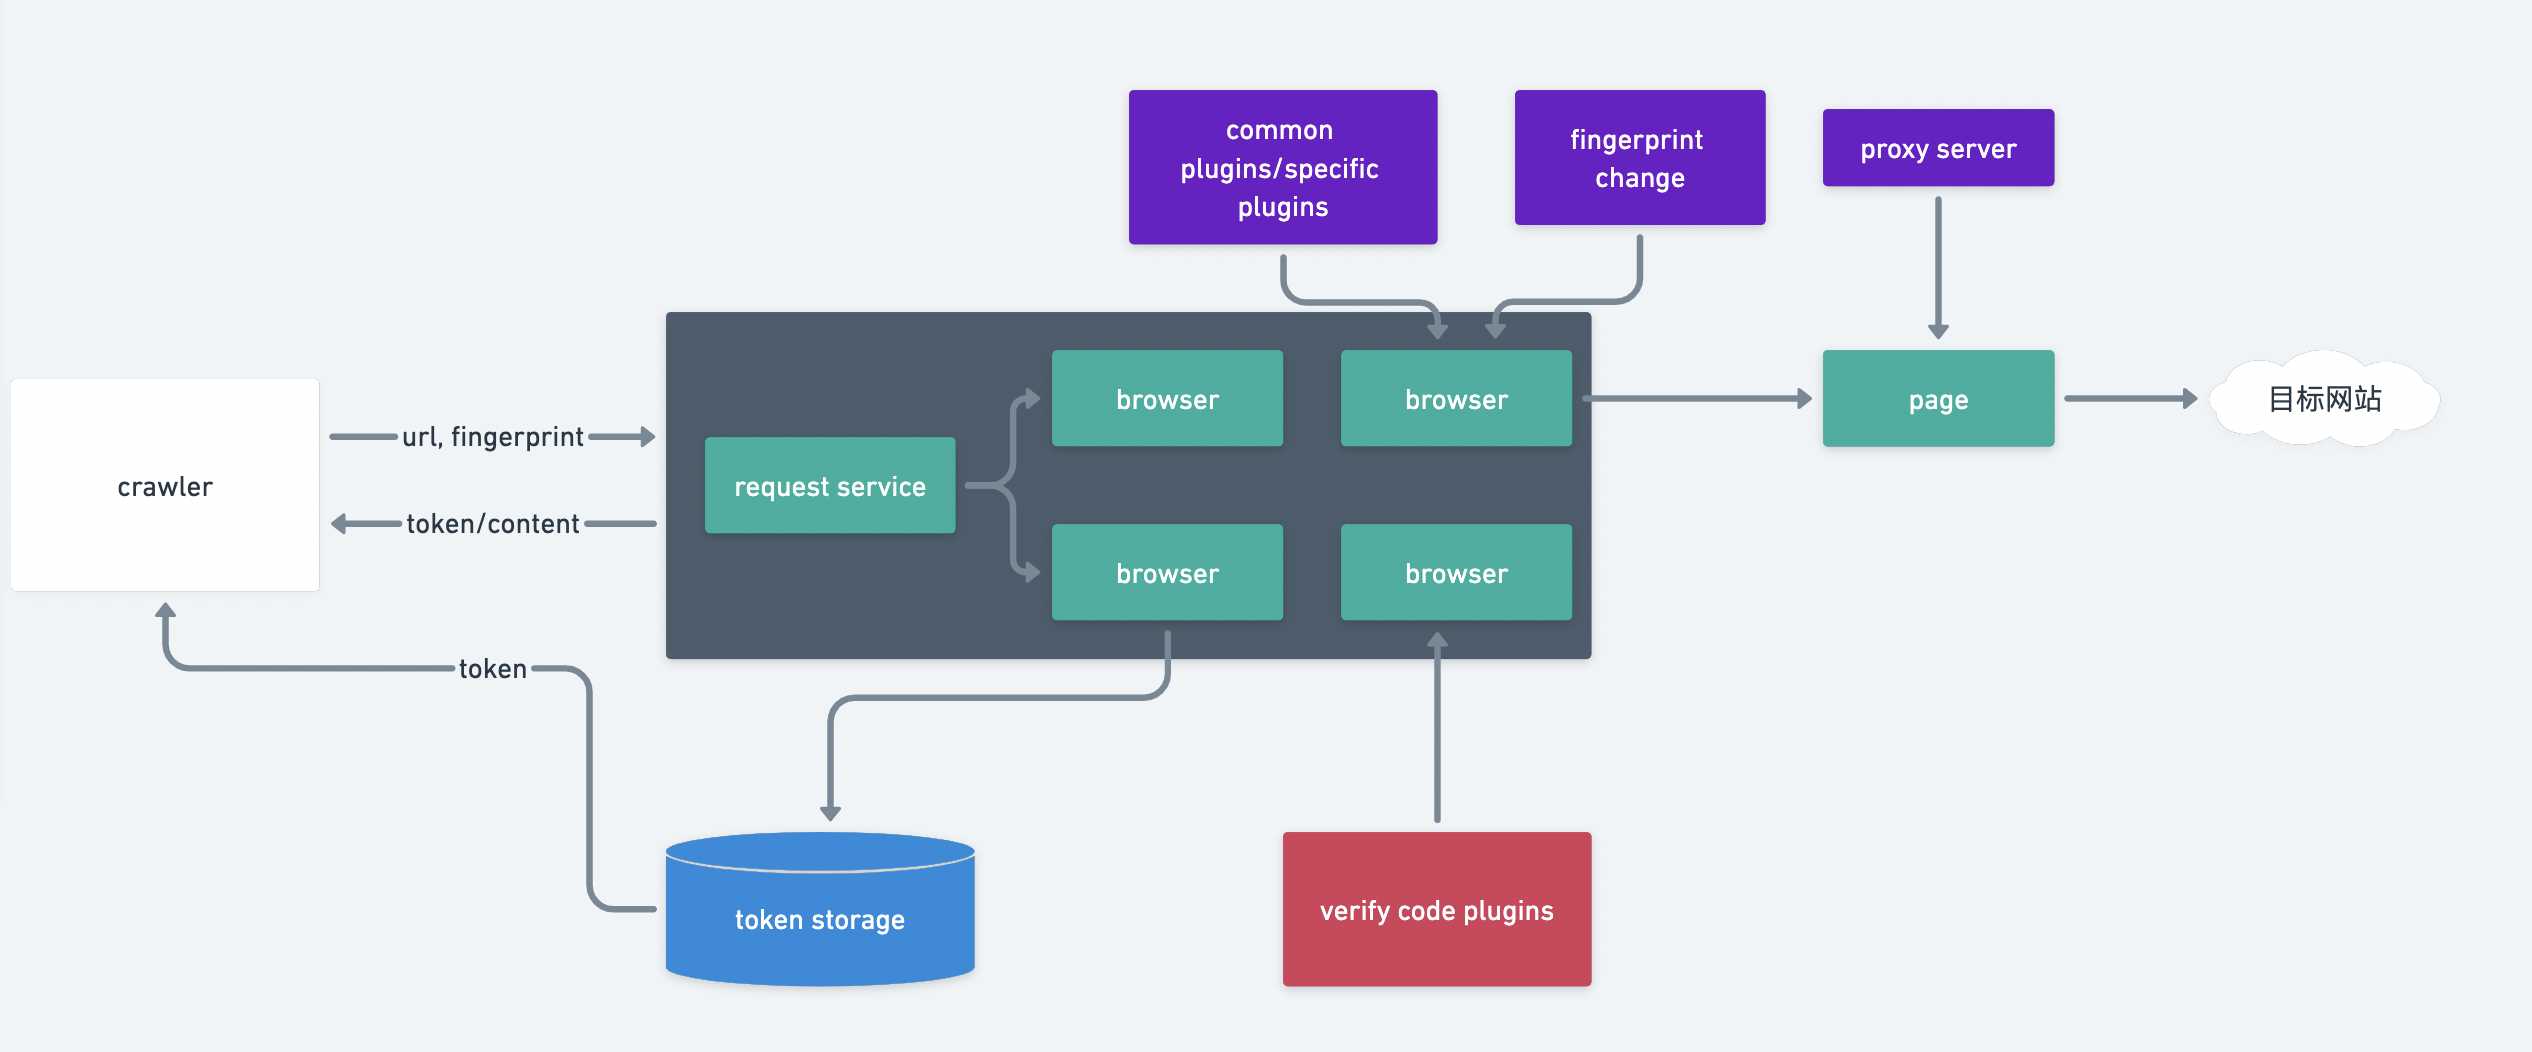 common
plugins/specific
plugins
fingerprint
change
proxy server
crawler
url, fingerprint
token/content
request service
browser
browser
browser
browser
page
目标网站
token
token storage
verify code plugins